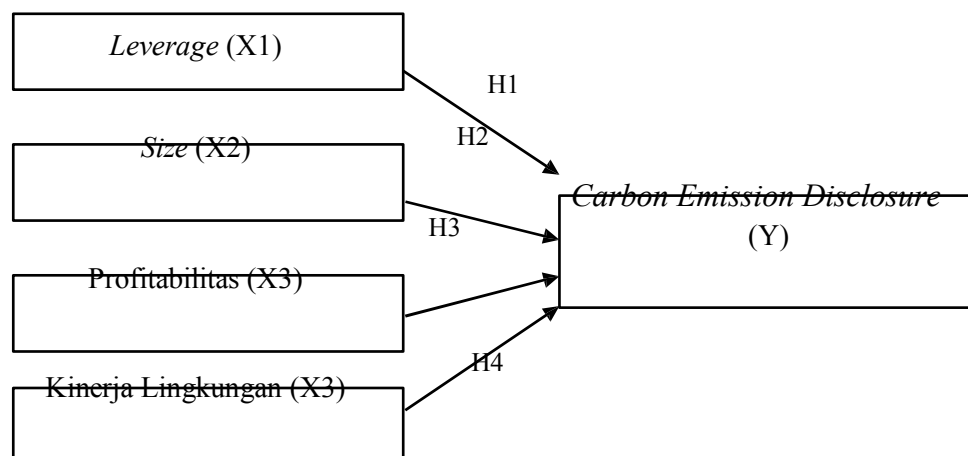 Leverage (X1)
H1
H2
Size (X2)
Carbon Emission Disclosure
(Y)
H3
Profitabilitas (X3)
H4
Kinerja Lingkungan (X3)